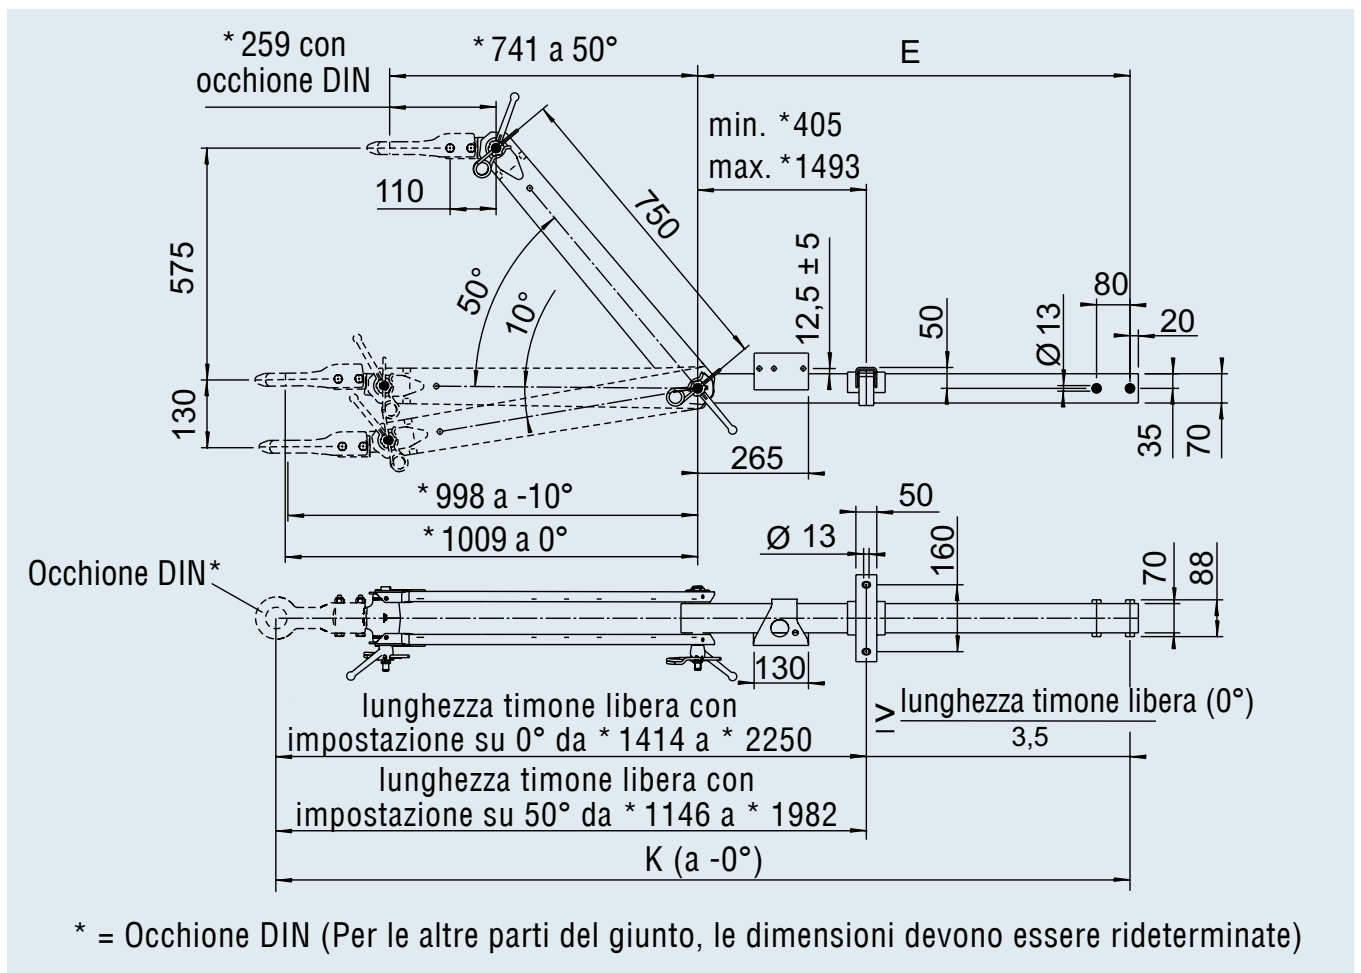 * 259 con
occhione DIN
* 741 a 50°
E
min. *405
max. *1493
110
750
575
50°
10°
12,5 ± 5
50
Ø 13
80
20
130
35
70
265
* 998 a -10°
* 1009 a 0°
50
Ø 13
160
70
88
Occhione DIN*
130
lunghezza timone libera con
impostazione su 0° da * 1414 a * 2250
≥ lunghezza timone libera (0°)
3,5
lunghezza timone libera con
impostazione su 50° da * 1146 a * 1982
K (a -0°)
* = Occhione DIN (Per le altre parti del giunto, le dimensioni devono essere rideterminate)